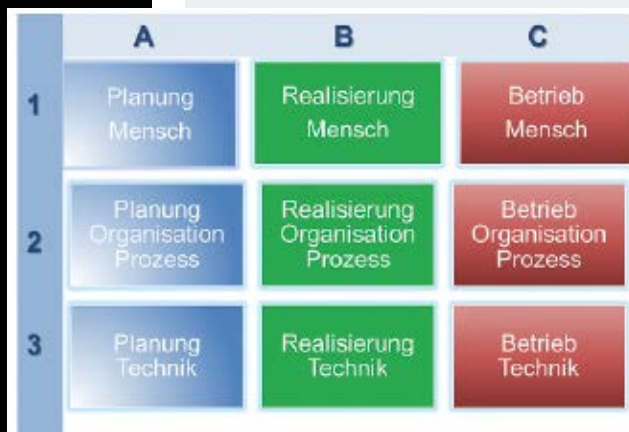 A B C
1
Planung
Mensch
Realisierung
Mensch
Betrieb
Mensch
2
Planung
Organisation
Prozess
Realisierung
Organisation
Prozess
Betrieb
Organisation
Prozess
3
Planung
Technik
Realisierung
Technik
Betrieb
Technik